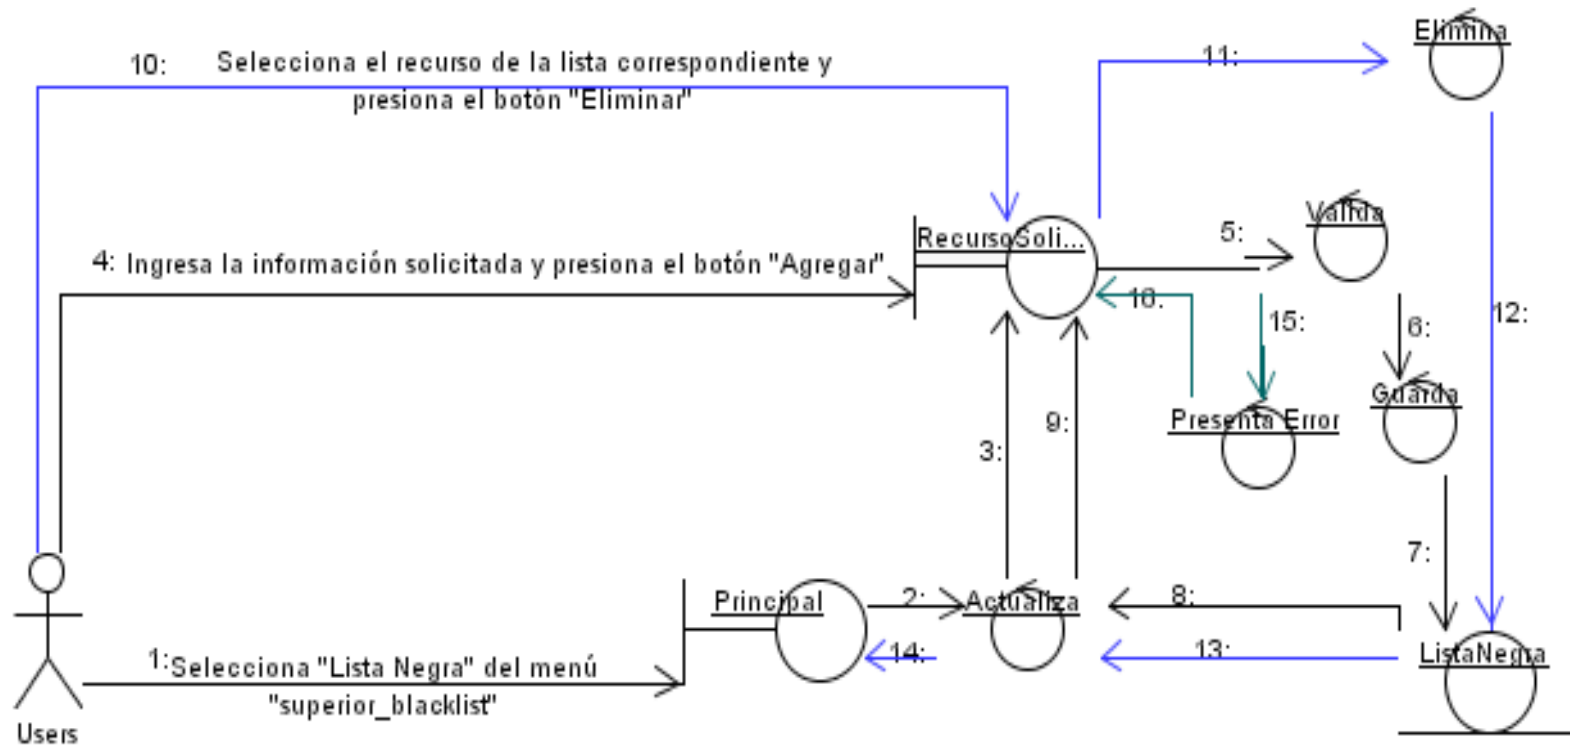 Elimina
10: Selecciona el recurso de la lista correspondiente y
presiona el botón "Eliminar"
11:
Valida
RecursoSoli...
5:
4: Ingresa la información solicitada y presiona el botón "Agregar"
16:
15:
6:
12:
Guarda
Presenta Error
9:
3:
7:
Principal
2:
Actualiza
8:
14:
13:
ListaNegra
1: Selecciona "Lista Negra" del menú
"superior_blacklist"
Users